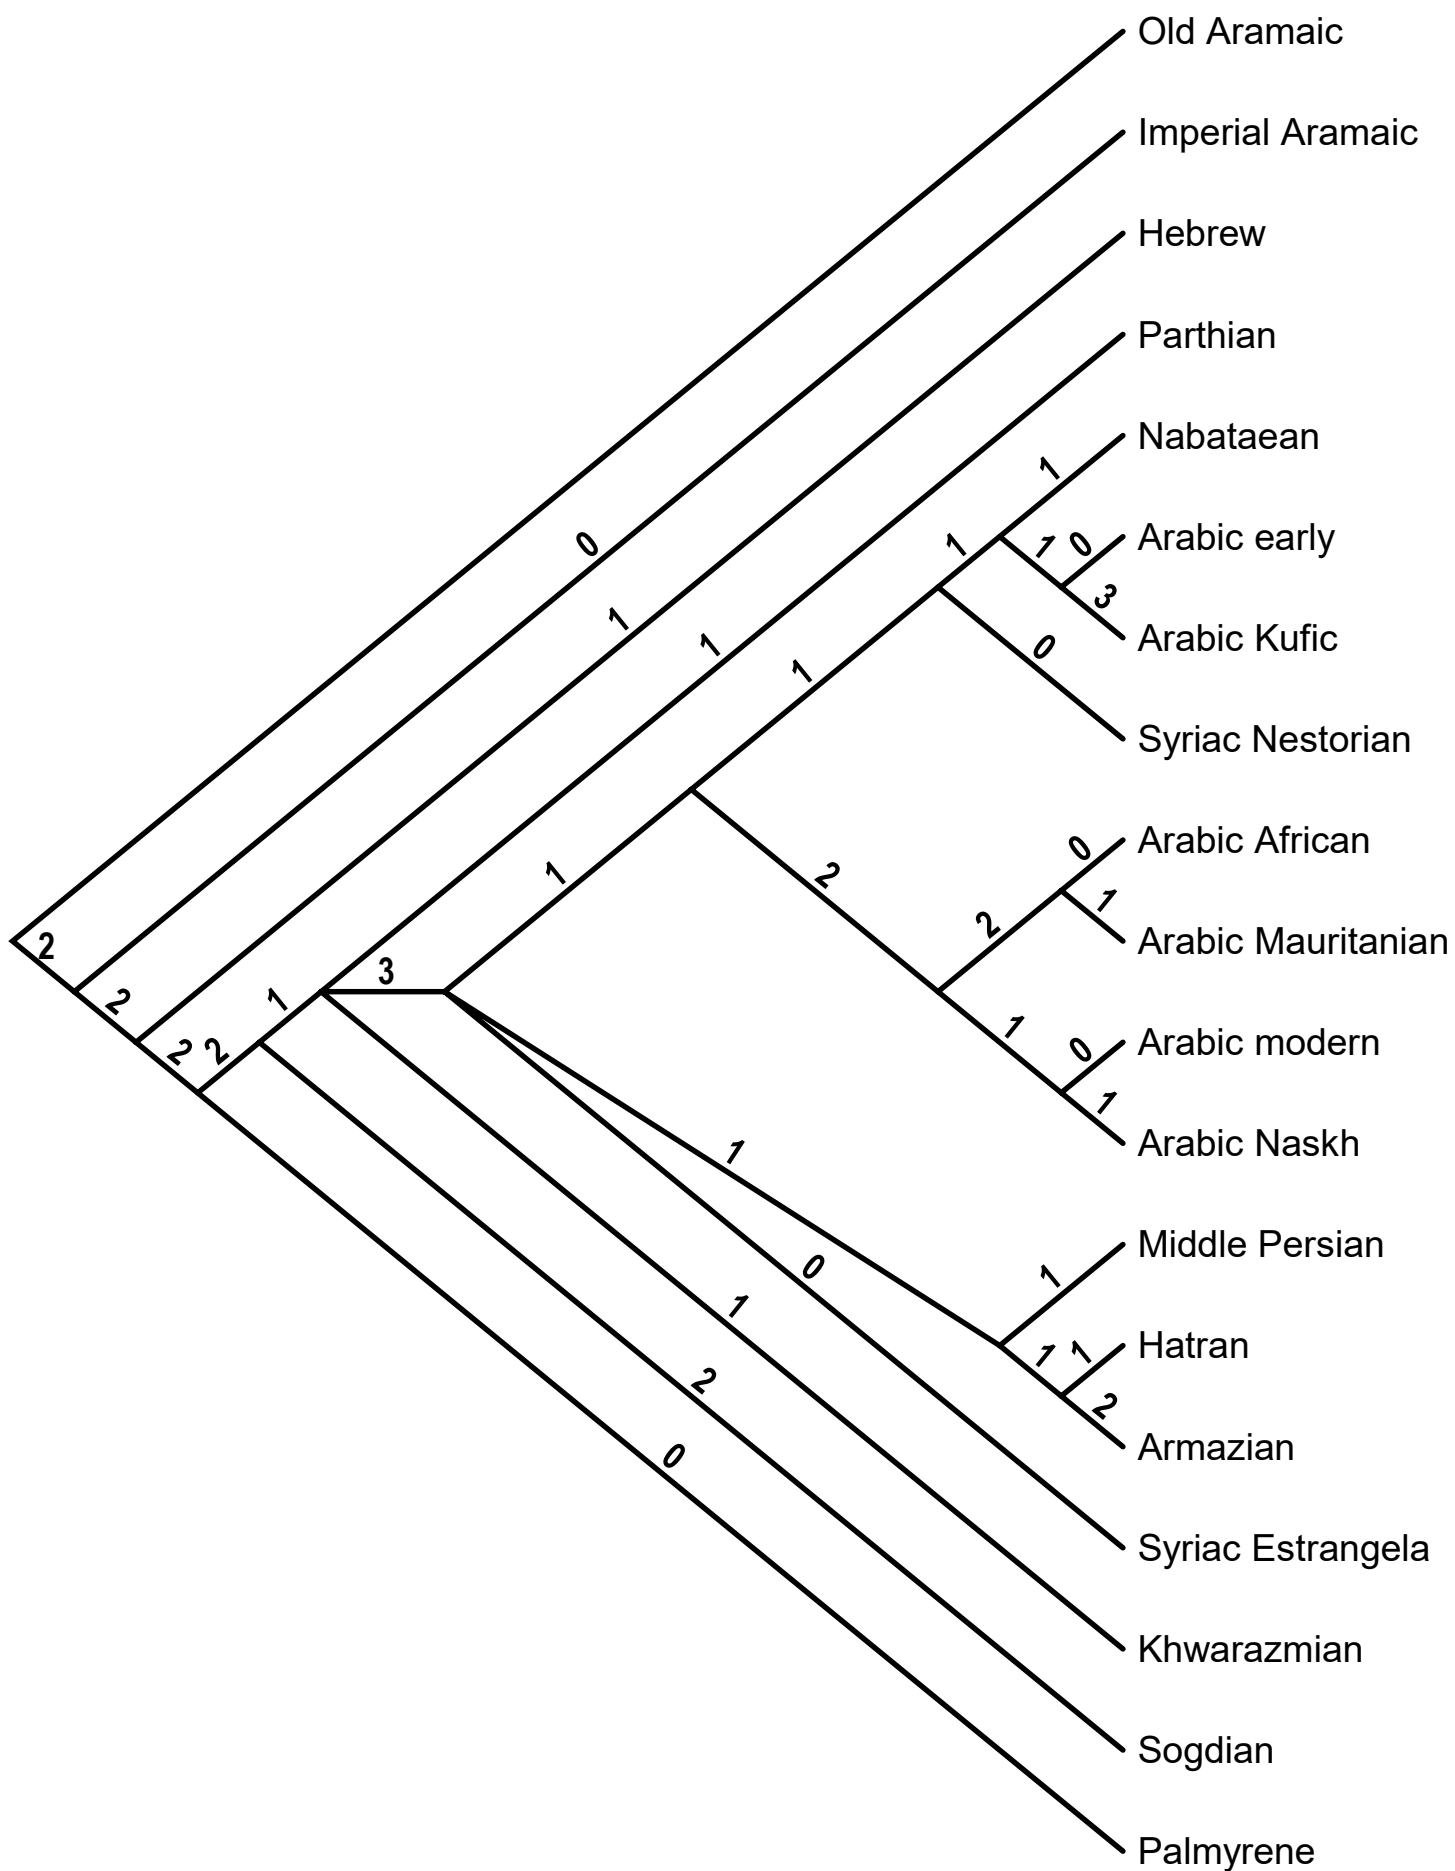 Old Aramaic
Imperial Aramaic
Hebrew
Parthian
Nabataean
1
Arabic early
0
1
1
0
3
Arabic Kufic
1
1
0
1
Syriac Nestorian
Arabic African
0
2
1
1
2
Arabic Mauritanian
2
3
2
1
1
Arabic modern
0
2
2
1
Arabic Naskh
1
Middle Persian
0
1
1
Hatran
1
1
2
2
Armazian
0
Syriac Estrangela
Khwarazmian
Sogdian
Palmyrene